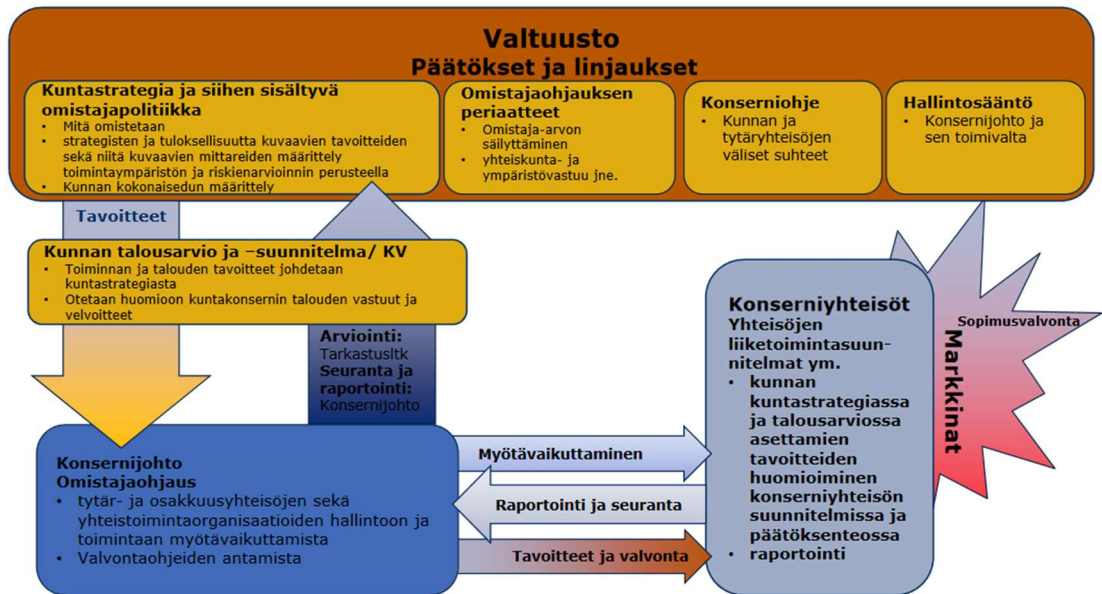 Valtuusto
Päätökset ja linjaukset
Kuntastrategia ja siihen sisältyvä
omistajapolitiikka
• Mitä omistetaan
• strategisten ja tuloksellisuutta kuvaavien tavoitteiden
sekä niitä kuvaavien mittareiden määrittely
toimintaympäristön ja riskienarvioinnin perusteella
• Kunnan kokonaisedun määrittely
Omistajaohjauksen
periaatteet
• Omistaja-arvon
säilyttäminen
• yhteiskunta- ja
ympäristövastuu jne.
Konserniohje
• Kunnan ja
tytäryhteisöjen
väliset suhteet
Hallintosääntö
• Konsernijohto ja
sen toimivalta
Tavoitteet
Kunnan talousarvio ja –suunnitelma/ KV
• Toiminnan ja talouden tavoitteet johdetaan
kuntastrategiasta
• Otetaan huomioon kuntakonsernin talouden vastuut ja
velvoitteet
Arviointi:
Tarkastusltk
Seuranta ja
raportointi:
Konsernijohto
Konsernijohto
Omistajaohjaus
• tytär- ja osakkuusyhteisöjen sekä
yhteistoimintaorganisaatioiden hallintoon ja
toimintaan myötävaikuttamista
• Valvontaohjeiden antamista
Myötävaikuttaminen
Raportointi ja seuranta
Tavoitteet ja valvonta
Konserniyhteisöt
Yhteisöjen
liiketoimintasuun-
nitelmat ym.
• kunnan
kuntastrategiassa
ja talousarviossa
asettamien
tavoitteiden
huomioiminen
konserniyhteisön
suunnitelmissa ja
päätöksenteossa
• raportointi
Sopimusvalvonta
Markkinat